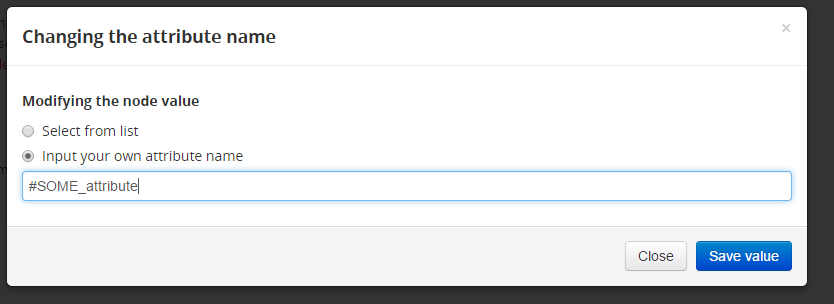 Changing the attribute name
×
Modifying the node value
Select from list
Input your own attribute name
#SOME_attribute
Close
Save value